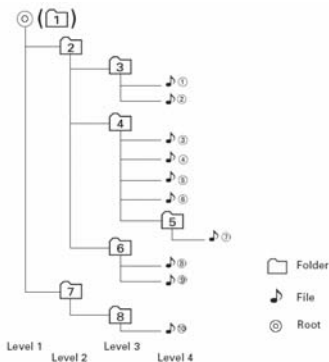 (1)
2
3
①
②
4
③
④
⑤
⑥
5
⑦
6
⑧
⑨
7
8
⑩
Folder
File
Root
Level 1
Level 2
Level 3
Level 4